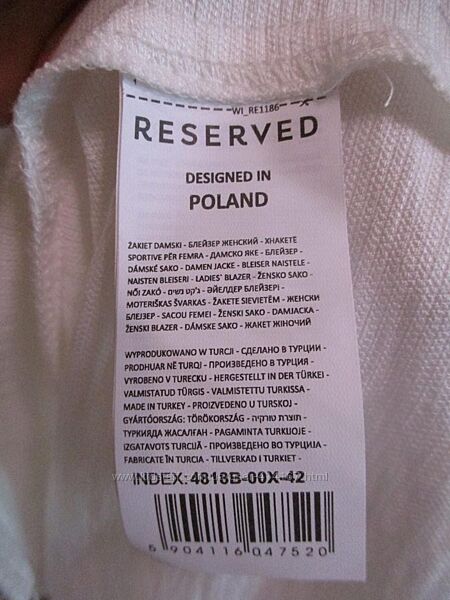 WI_RE1186
RESERVED
DESIGNED IN
POLAND
ŻAKIET DAMSKI - БЛЕЙЗЕР ЖЕНСКИЙ - XHAKETË
SPORTIVE PËR FEMRA - ДАМСКО ЯКЕ - БЛЕЗЕР -
DÁMSKÉ SAKO - DAMEN JACKE - BLEISER NAISTELE -
NAISTEN BLEISERI - LADIES' BLAZER - ŽENSKO SAKO -
NŐI ZAKÓ - ג'קט נשים - ӘЙЕЛДЕР БЛЕЙЗЕРІ -
MOTERIŠKAS ŠVARKAS - ŽAKETE SIEVIETĒM - ЖЕНСКИ
БЛЕЈЗЕР - SACOU FEMEI - ŽENSKI SAKO - DAMJACKA -
ŽENSKI BLAZER - DÁMSKE SAKO - ЖАКЕТ ЖІНОЧИЙ
WYPRODUKOWANO W TURCJI - СДЕЛАНО В ТУРЦИИ -
PRODHUAR NË TURQI - ПРОИЗВЕДЕНО В ТУРЦИЯ -
VYROBENO V TURECKU - HERGESTELLT IN DER TÜRKEI -
VALMISTATUD TÜRGIS - VALMISTETTU TURKISSA -
MADE IN TURKEY - PROIZVEDENO U TURSKOJ -
GYÁRTÓORSZÁG: TÖRÖKORSZÁG - תוצרת טורקיה -
ТУРКИЯДА ЖАСАЛҒАН - PAGAMINTA TURKIJOJE -
IZGATAVOTS TURCIJĀ - ПРОИЗВЕДЕНО ВО ТУРЦИЈА -
FABRICATE ÎN TURCIA - TILLVERKAD I TURKIET -
INDEX: 4818B-00X-42
5 904116 047520